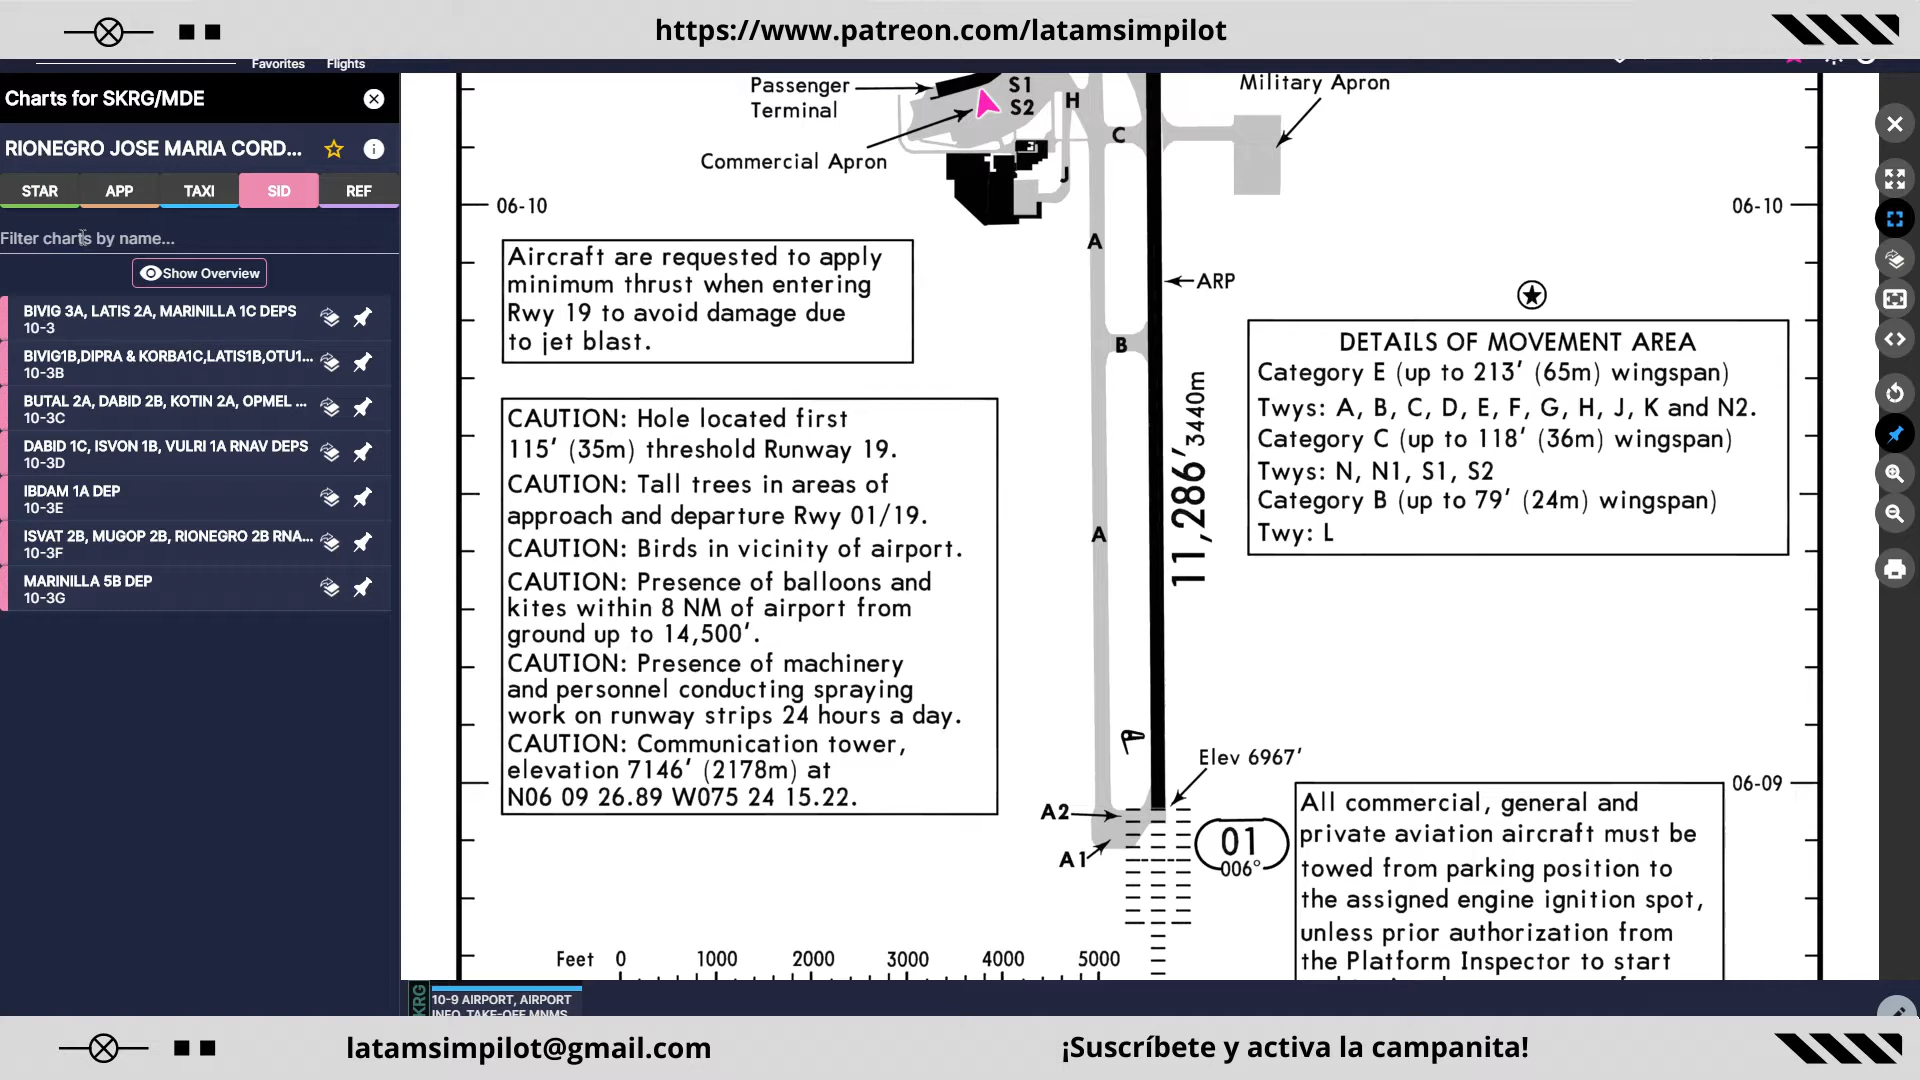 https://www.patreon.com/latamsimpilot
Favorites
Flights
Charts for SKRG/MDE
RIONEGRO JOSE MARIA CORD...
STAR
APP
TAXI
SID
REF
Filter charts by name...
Show Overview
BIVIG 3A, LATIS 2A, MARINILLA 1C DEPS
10-3
BIVIG1B,DIPRA & KORBA1C,LATIS1B,OTU1...
10-3B
BUTAL 2A, DABID 2B, KOTIN 2A, OPMEL ...
10-3C
DABID 1C, ISVON 1B, VULRI 1A RNAV DEPS
10-3D
IBDAM 1A DEP
10-3E
ISVAT 2B, MUGOP 2B, RIONEGRO 2B RNA...
10-3F
MARINILLA 5B DEP
10-3G
Passenger
Terminal
Commercial Apron
S1
S2
H
C
J
Military Apron
06-10
06-10
A
ARP
B
A
11,286' 3440m
Aircraft are requested to apply
minimum thrust when entering
Rwy 19 to avoid damage due
to jet blast.
CAUTION: Hole located first
115' (35m) threshold Runway 19.
CAUTION: Tall trees in areas of
approach and departure Rwy 01/19.
CAUTION: Birds in vicinity of airport.
CAUTION: Presence of balloons and
kites within 8 NM of airport from
ground up to 14,500'.
CAUTION: Presence of machinery
and personnel conducting spraying
work on runway strips 24 hours a day.
CAUTION: Communication tower,
elevation 7146' (2178m) at
N06 09 26.89 W075 24 15.22.
DETAILS OF MOVEMENT AREA
Category E (up to 213' (65m) wingspan)
Twys: A, B, C, D, E, F, G, H, J, K and N2.
Category C (up to 118' (36m) wingspan)
Twys: N, N1, S1, S2
Category B (up to 79' (24m) wingspan)
Twy: L
Elev 6967'
06-09
A2
A1
01
006°
All commercial, general and
private aviation aircraft must be
towed from parking position to
the assigned engine ignition spot,
unless prior authorization from
the Platform Inspector to start
Feet 0 1000 2000 3000 4000 5000
KRG
10-9 AIRPORT, AIRPORT
INFO, TAKE-OFF MNMS
latamsimpilot@gmail.com
¡Suscríbete y activa la campanita!